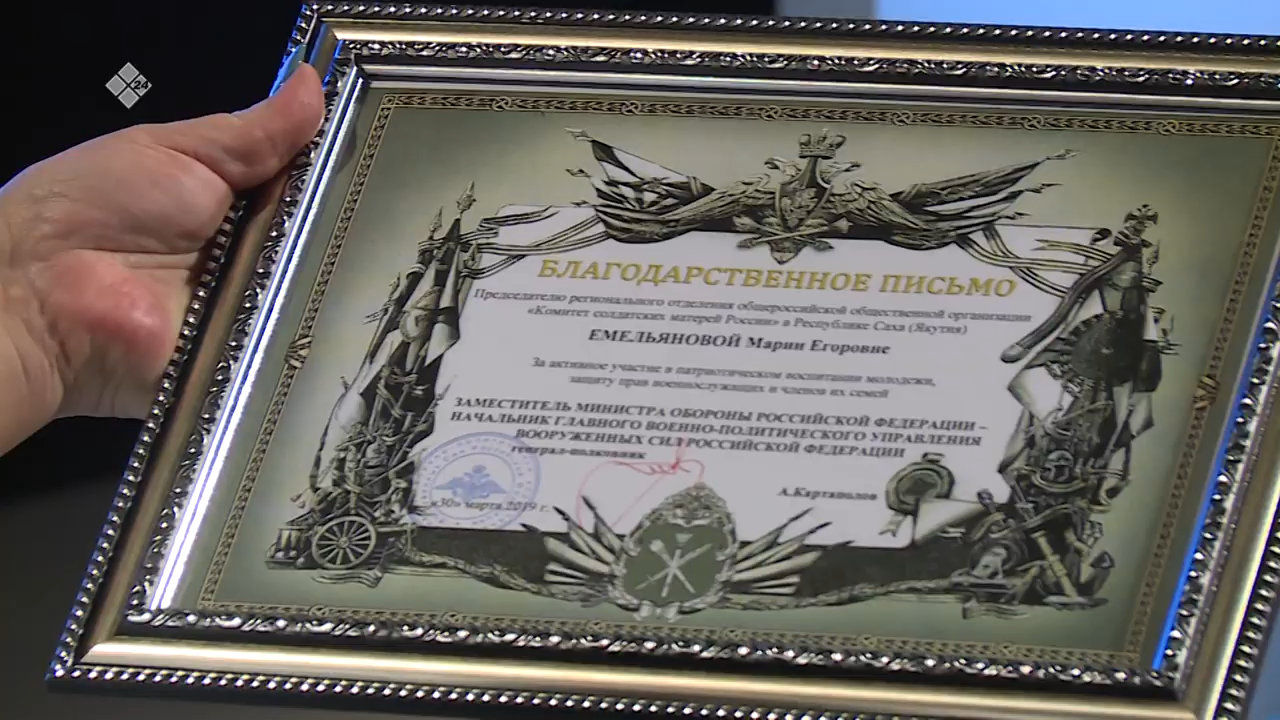 24
БЛАГОДАРСТВЕННОЕ ПИСЬМО
Председателю регионального отделения общероссийской общественной организации
«Комитет солдатских матерей России» в Республике Саха (Якутия)
ЕМЕЛЬЯНОВОЙ Марии Егоровне
За активное участие в патриотическом воспитании молодежи,
защиту прав военнослужащих и членов их семей
ЗАМЕСТИТЕЛЬ МИНИСТРА ОБОРОНЫ РОССИЙСКОЙ ФЕДЕРАЦИИ –
НАЧАЛЬНИК ГЛАВНОГО ВОЕННО-ПОЛИТИЧЕСКОГО УПРАВЛЕНИЯ
ВООРУЖЕННЫХ СИЛ РОССИЙСКОЙ ФЕДЕРАЦИИ
генерал-полковник
А.Картаполов
«30» марта 2019 г.